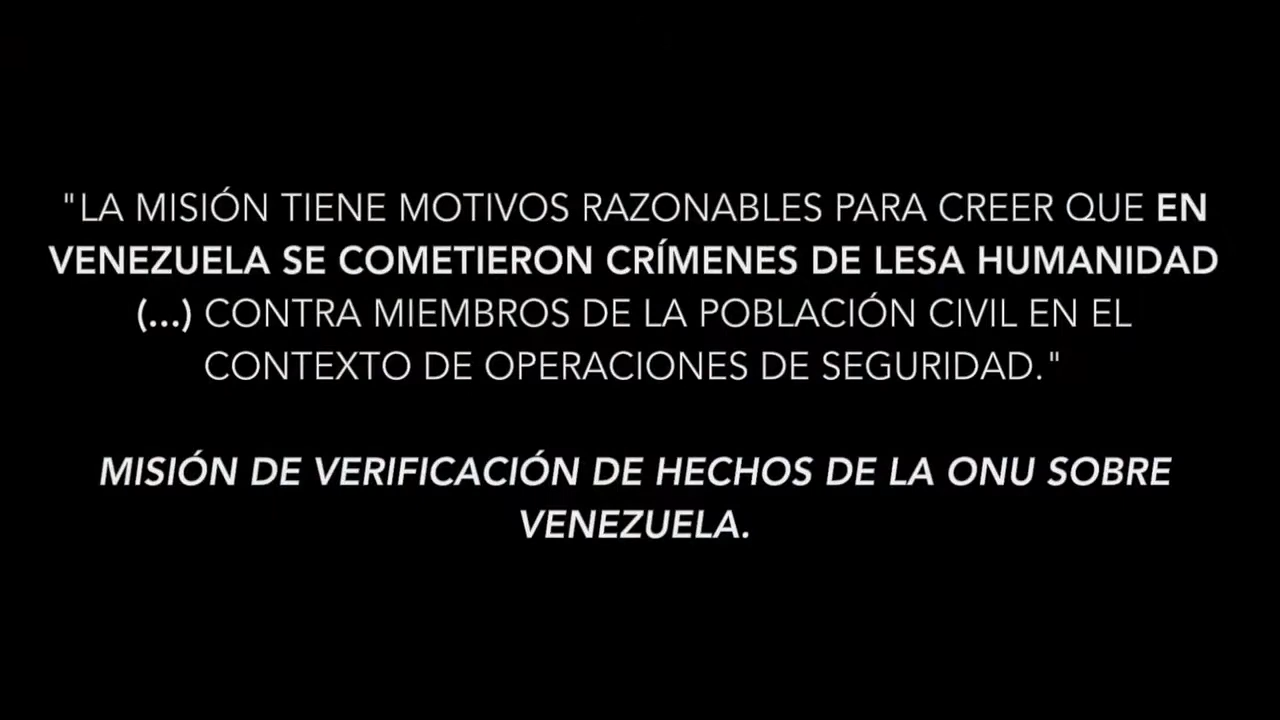 "LA MISIÓN TIENE MOTIVOS RAZONABLES PARA CREER QUE EN
VENEZUELA SE COMETIERON CRÍMENES DE LESA HUMANIDAD
(...) CONTRA MIEMBROS DE LA POBLACIÓN CIVIL EN EL
CONTEXTO DE OPERACIONES DE SEGURIDAD."
MISIÓN DE VERIFICACIÓN DE HECHOS DE LA ONU SOBRE
VENEZUELA.